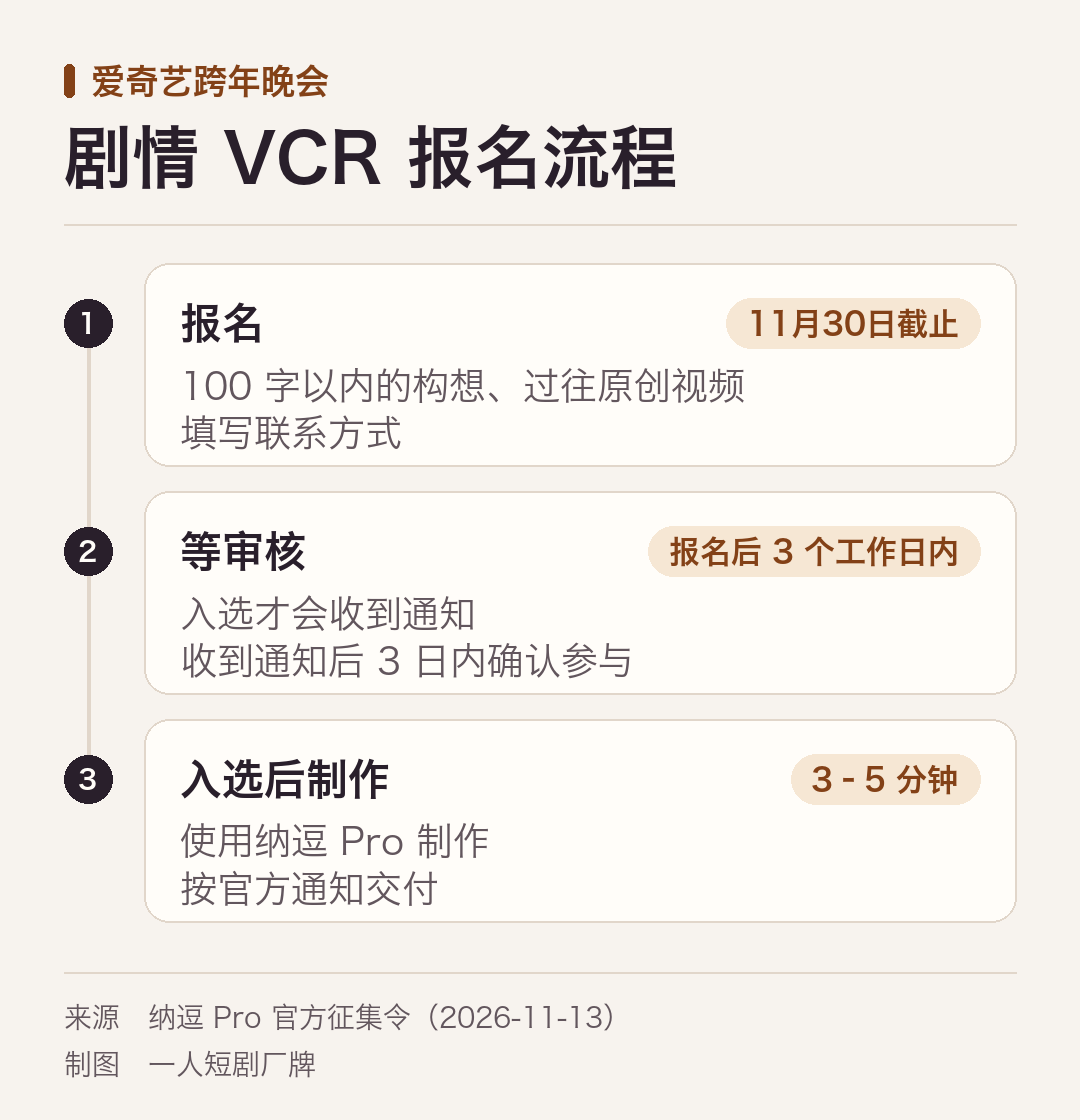 爱奇艺跨年晚会
剧情 VCR 报名流程
1
报名
11月30日截止
100 字以内的构想、过往原创视频
填写联系方式
2
等审核
报名后 3 个工作日内
入选才会收到通知
收到通知后 3 日内确认参与
3
入选后制作
3 - 5 分钟
使用纳逗 Pro 制作
按官方通知交付
来源 纳逗 Pro 官方征集令（2026-11-13）
制图 一人短剧厂牌